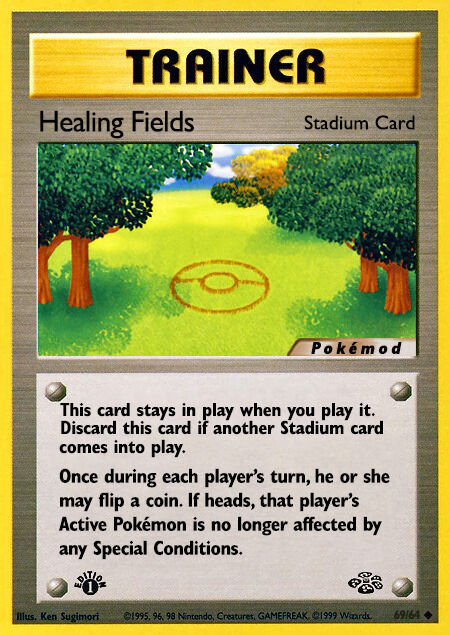 TRAINER
Healing Fields Stadium Card
Pokémod
This card stays in play when you play it.
Discard this card if another Stadium card
comes into play.
Once during each player's turn, he or she
may flip a coin. If heads, that player's
Active Pokémon is no longer affected by
any Special Conditions.
EDITION
1
Illus. Ken Sugimori ©1995, 96, 98 Nintendo, Creatures, GAMEFREAK. ©1999 Wizards. 69/64